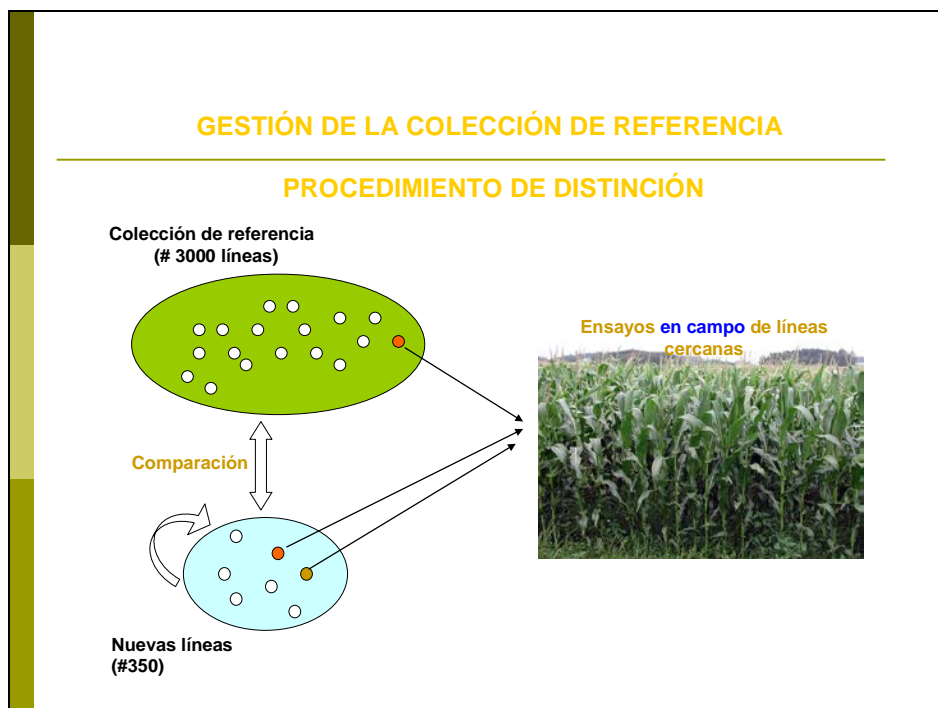 GESTIÓN DE LA COLECCIÓN DE REFERENCIA
PROCEDIMIENTO DE DISTINCIÓN
Colección de referencia
(# 3000 líneas)
Ensayos en campo de líneas
cercanas
Comparación
Nuevas líneas
(#350)